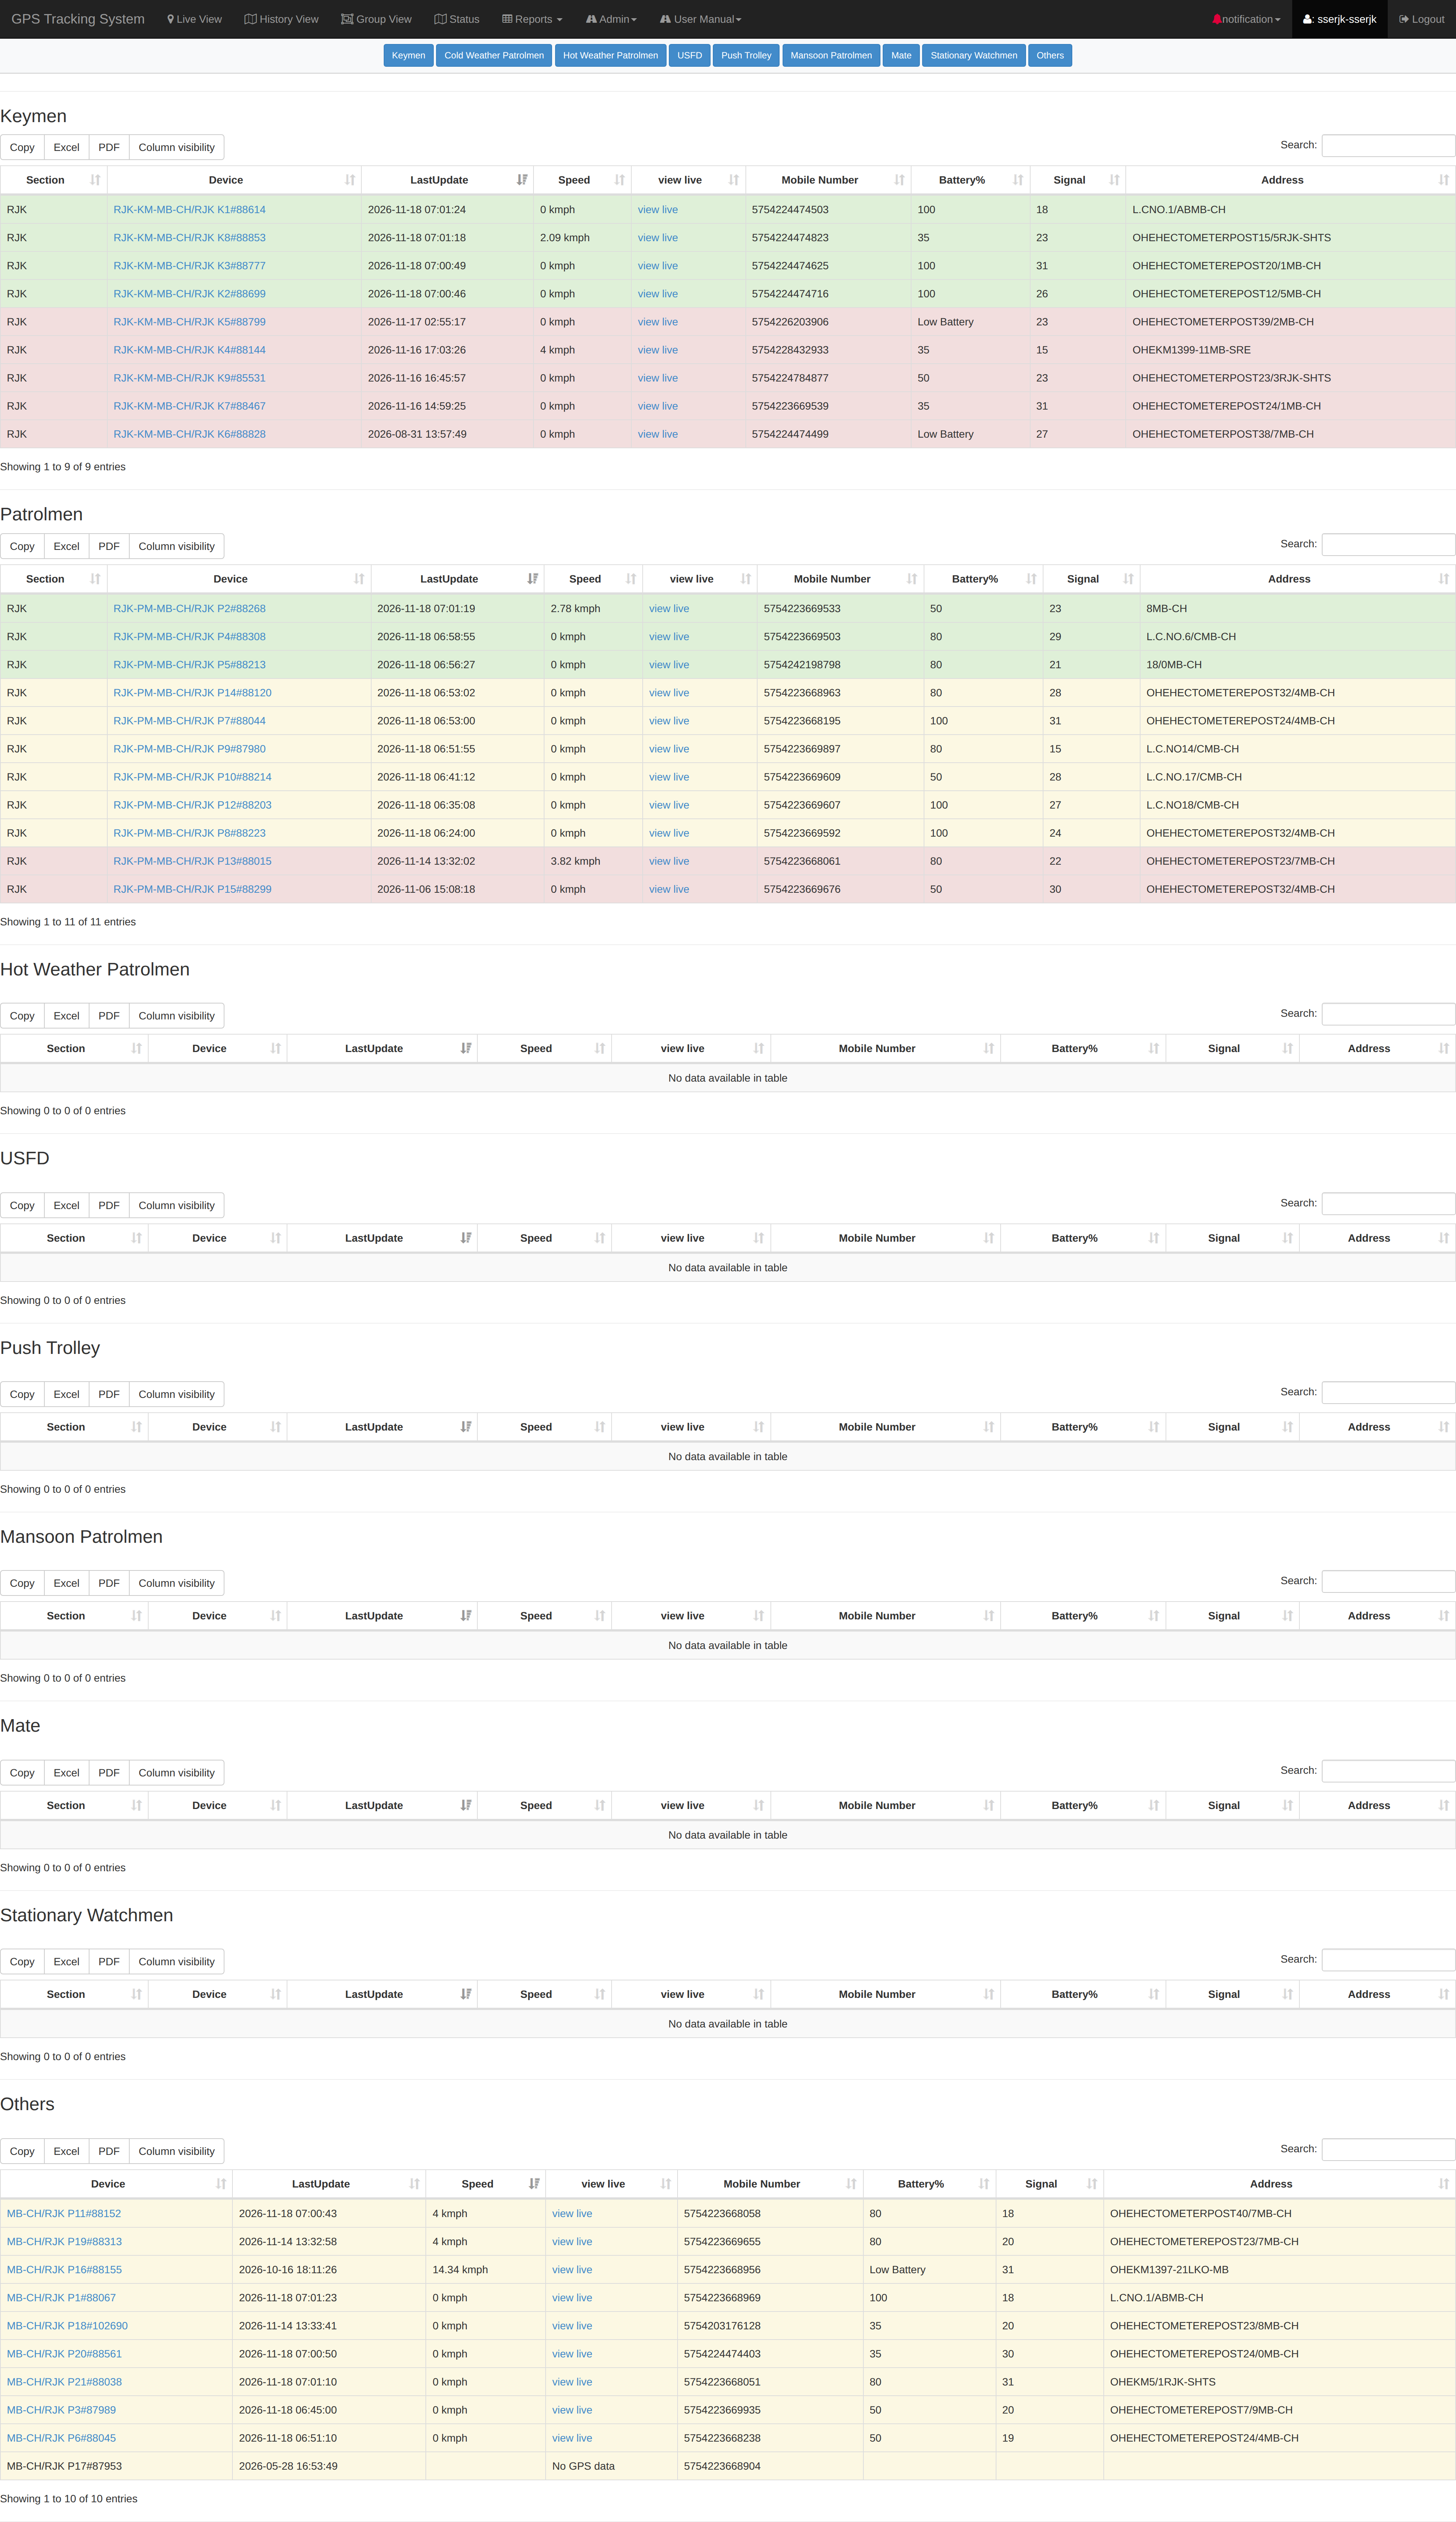 GPS Tracking System Live View History View Group View Status Reports Admin User Manual notification : sserjk-sserjk Logout
Keymen Cold Weather Patrolmen Hot Weather Patrolmen USFD Push Trolley Mansoon Patrolmen Mate Stationary Watchmen Others
Keymen
Copy Excel PDF Column visibility Search:
Section Device LastUpdate Speed view live Mobile Number Battery% Signal Address
RJK RJK-KM-MB-CH/RJK K1#88614 2026-11-18 07:01:24 0 kmph view live 5754224474503 100 18 L.CNO.1/ABMB-CH
RJK RJK-KM-MB-CH/RJK K8#88853 2026-11-18 07:01:18 2.09 kmph view live 5754224474823 35 23 OHEHECTOMETERPOST15/5RJK-SHTS
RJK RJK-KM-MB-CH/RJK K3#88777 2026-11-18 07:00:49 0 kmph view live 5754224474625 100 31 OHEHECTOMETEREPOST20/1MB-CH
RJK RJK-KM-MB-CH/RJK K2#88699 2026-11-18 07:00:46 0 kmph view live 5754224474716 100 26 OHEHECTOMETEREPOST12/5MB-CH
RJK RJK-KM-MB-CH/RJK K5#88799 2026-11-17 02:55:17 0 kmph view live 5754226203906 Low Battery 23 OHEHECTOMETERPOST39/2MB-CH
RJK RJK-KM-MB-CH/RJK K4#88144 2026-11-16 17:03:26 4 kmph view live 5754228432933 35 15 OHEKM1399-11MB-SRE
RJK RJK-KM-MB-CH/RJK K9#85531 2026-11-16 16:45:57 0 kmph view live 5754224784877 50 23 OHEHECTOMETERPOST23/3RJK-SHTS
RJK RJK-KM-MB-CH/RJK K7#88467 2026-11-16 14:59:25 0 kmph view live 5754223669539 35 31 OHEHECTOMETEREPOST24/1MB-CH
RJK RJK-KM-MB-CH/RJK K6#88828 2026-08-31 13:57:49 0 kmph view live 5754224474499 Low Battery 27 OHEHECTOMETERPOST38/7MB-CH
Showing 1 to 9 of 9 entries
Patrolmen
Copy Excel PDF Column visibility Search:
Section Device LastUpdate Speed view live Mobile Number Battery% Signal Address
RJK RJK-PM-MB-CH/RJK P2#88268 2026-11-18 07:01:19 2.78 kmph view live 5754223669533 50 23 8MB-CH
RJK RJK-PM-MB-CH/RJK P4#88308 2026-11-18 06:58:55 0 kmph view live 5754223669503 80 29 L.C.NO.6/CMB-CH
RJK RJK-PM-MB-CH/RJK P5#88213 2026-11-18 06:56:27 0 kmph view live 5754242198798 80 21 18/0MB-CH
RJK RJK-PM-MB-CH/RJK P14#88120 2026-11-18 06:53:02 0 kmph view live 5754223668963 80 28 OHEHECTOMETEREPOST32/4MB-CH
RJK RJK-PM-MB-CH/RJK P7#88044 2026-11-18 06:53:00 0 kmph view live 5754223668195 100 31 OHEHECTOMETEREPOST24/4MB-CH
RJK RJK-PM-MB-CH/RJK P9#87980 2026-11-18 06:51:55 0 kmph view live 5754223669897 80 15 L.C.NO14/CMB-CH
RJK RJK-PM-MB-CH/RJK P10#88214 2026-11-18 06:41:12 0 kmph view live 5754223669609 50 28 L.C.NO.17/CMB-CH
RJK RJK-PM-MB-CH/RJK P12#88203 2026-11-18 06:35:08 0 kmph view live 5754223669607 100 27 L.C.NO18/CMB-CH
RJK RJK-PM-MB-CH/RJK P8#88223 2026-11-18 06:24:00 0 kmph view live 5754223669592 100 24 OHEHECTOMETEREPOST32/4MB-CH
RJK RJK-PM-MB-CH/RJK P13#88015 2026-11-14 13:32:02 3.82 kmph view live 5754223668061 80 22 OHEHECTOMETEREPOST23/7MB-CH
RJK RJK-PM-MB-CH/RJK P15#88299 2026-11-06 15:08:18 0 kmph view live 5754223669676 50 30 OHEHECTOMETEREPOST32/4MB-CH
Showing 1 to 11 of 11 entries
Hot Weather Patrolmen
Copy Excel PDF Column visibility Search:
Section Device LastUpdate Speed view live Mobile Number Battery% Signal Address
No data available in table
Showing 0 to 0 of 0 entries
USFD
Copy Excel PDF Column visibility Search:
Section Device LastUpdate Speed view live Mobile Number Battery% Signal Address
No data available in table
Showing 0 to 0 of 0 entries
Push Trolley
Copy Excel PDF Column visibility Search:
Section Device LastUpdate Speed view live Mobile Number Battery% Signal Address
No data available in table
Showing 0 to 0 of 0 entries
Mansoon Patrolmen
Copy Excel PDF Column visibility Search:
Section Device LastUpdate Speed view live Mobile Number Battery% Signal Address
No data available in table
Showing 0 to 0 of 0 entries
Mate
Copy Excel PDF Column visibility Search:
Section Device LastUpdate Speed view live Mobile Number Battery% Signal Address
No data available in table
Showing 0 to 0 of 0 entries
Stationary Watchmen
Copy Excel PDF Column visibility Search:
Section Device LastUpdate Speed view live Mobile Number Battery% Signal Address
No data available in table
Showing 0 to 0 of 0 entries
Others
Copy Excel PDF Column visibility Search:
Device LastUpdate Speed view live Mobile Number Battery% Signal Address
MB-CH/RJK P11#88152 2026-11-18 07:00:43 4 kmph view live 5754223668058 80 18 OHEHECTOMETERPOST40/7MB-CH
MB-CH/RJK P19#88313 2026-11-14 13:32:58 4 kmph view live 5754223669655 80 20 OHEHECTOMETEREPOST23/7MB-CH
MB-CH/RJK P16#88155 2026-10-16 18:11:26 14.34 kmph view live 5754223668956 Low Battery 31 OHEKM1397-21LKO-MB
MB-CH/RJK P1#88067 2026-11-18 07:01:23 0 kmph view live 5754223668969 100 18 L.CNO.1/ABMB-CH
MB-CH/RJK P18#102690 2026-11-14 13:33:41 0 kmph view live 5754203176128 35 20 OHEHECTOMETEREPOST23/8MB-CH
MB-CH/RJK P20#88561 2026-11-18 07:00:50 0 kmph view live 5754224474403 35 30 OHEHECTOMETEREPOST24/0MB-CH
MB-CH/RJK P21#88038 2026-11-18 07:01:10 0 kmph view live 5754223668051 80 31 OHEKM5/1RJK-SHTS
MB-CH/RJK P3#87989 2026-11-18 06:45:00 0 kmph view live 5754223669935 50 20 OHEHECTOMETEREPOST7/9MB-CH
MB-CH/RJK P6#88045 2026-11-18 06:51:10 0 kmph view live 5754223668238 50 19 OHEHECTOMETEREPOST24/4MB-CH
MB-CH/RJK P17#87953 2026-05-28 16:53:49 No GPS data 5754223668904
Showing 1 to 10 of 10 entries